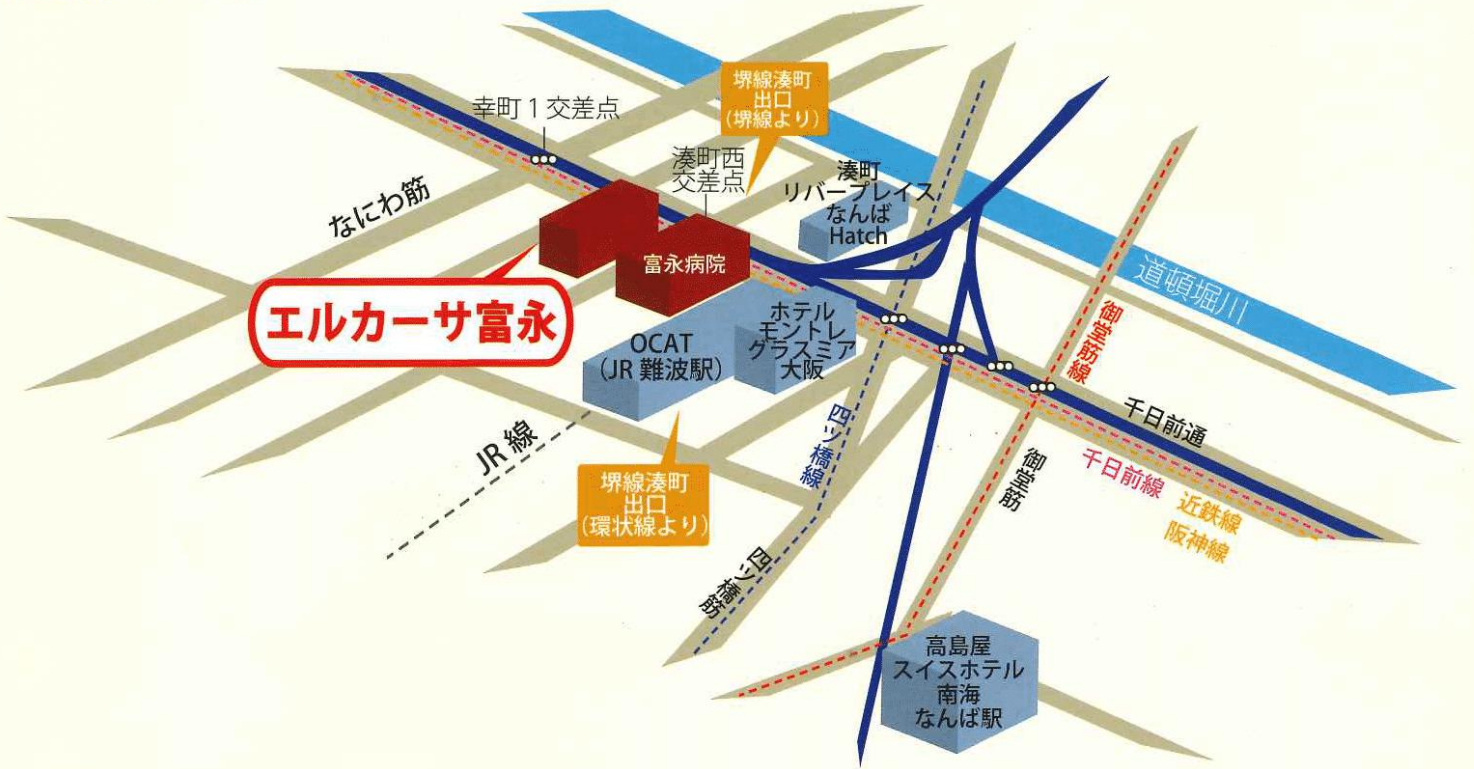 堺線湊町
出口
(堺線より)
幸町1交差点
湊町西
交差点
湊町
リバープレイス
なんば
Hatch
なにわ筋
富永病院
エルカーサ富永
道頓堀川
OCAT
(JR 難波駅)
ホテル
モントレ
グラスミア
大阪
御堂筋線
千日前通
JR 線
四ツ橋線
御堂筋
千日前線
近鉄線
阪神線
堺線湊町
出口
(環状線より)
四ツ橋筋
高島屋
スイスホテル
南海
なんば駅